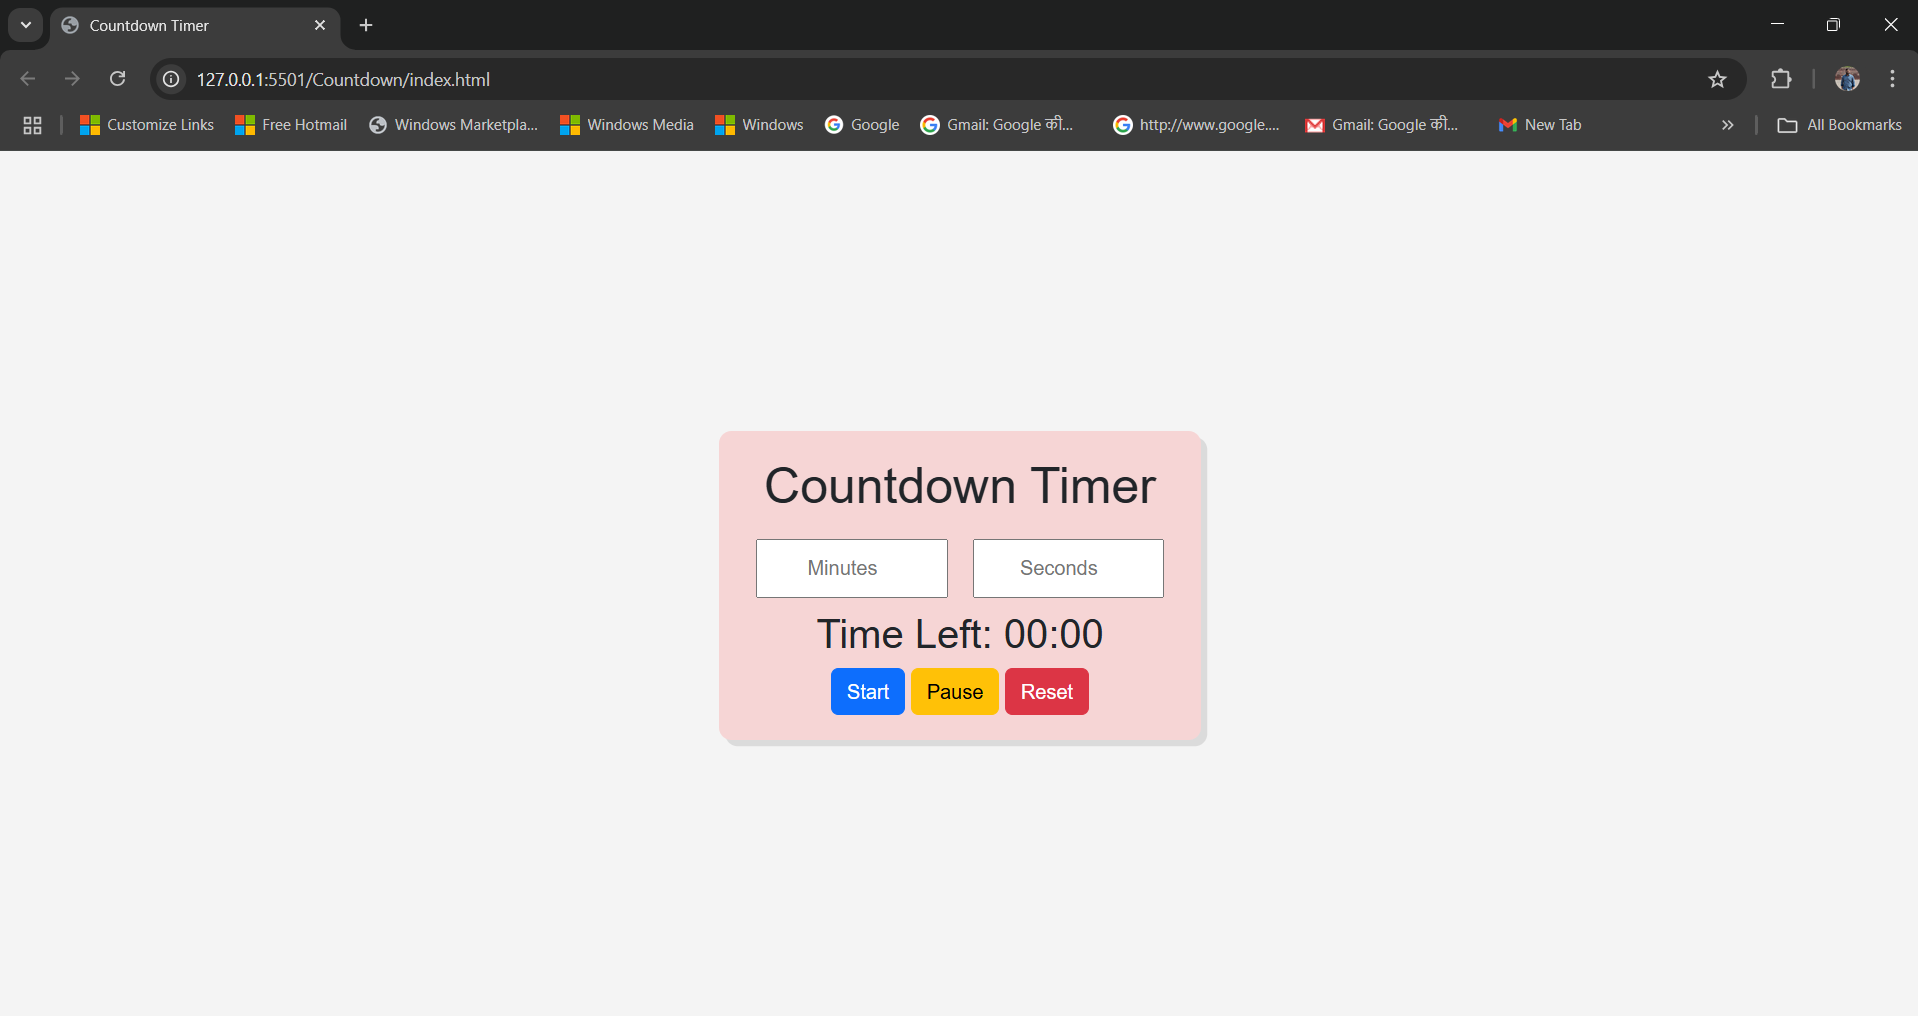 Countdown Timer
127.0.0.1:5501/Countdown/index.html
Customize Links Free Hotmail Windows Marketpla... Windows Media Windows Google Gmail: Google की... http://www.google.... Gmail: Google की... New Tab All Bookmarks
Countdown Timer
Minutes Seconds
Time Left: 00:00
Start Pause Reset